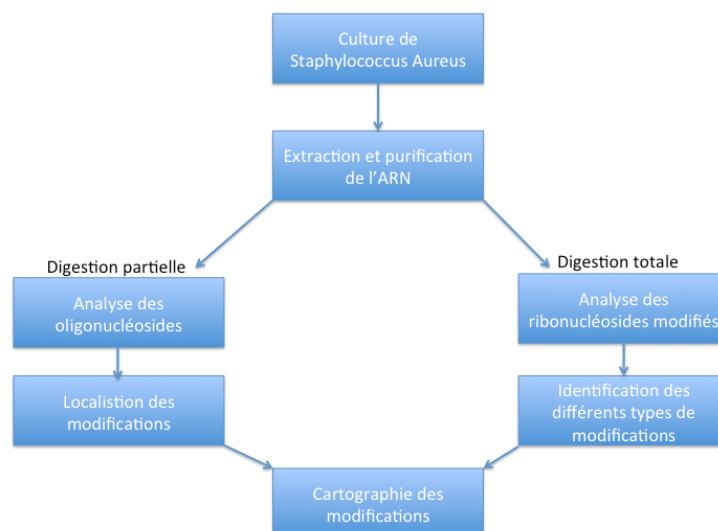 Culture de
Staphylococcus Aureus
Extraction et purification
de l'ARN
Digestion partielle
Digestion totale
Analyse des
oligonucléosides
Analyse des
ribonucléosides modifiés
Localistion des
modifications
Identification des
différents types de
modifications
Cartographie des
modifications